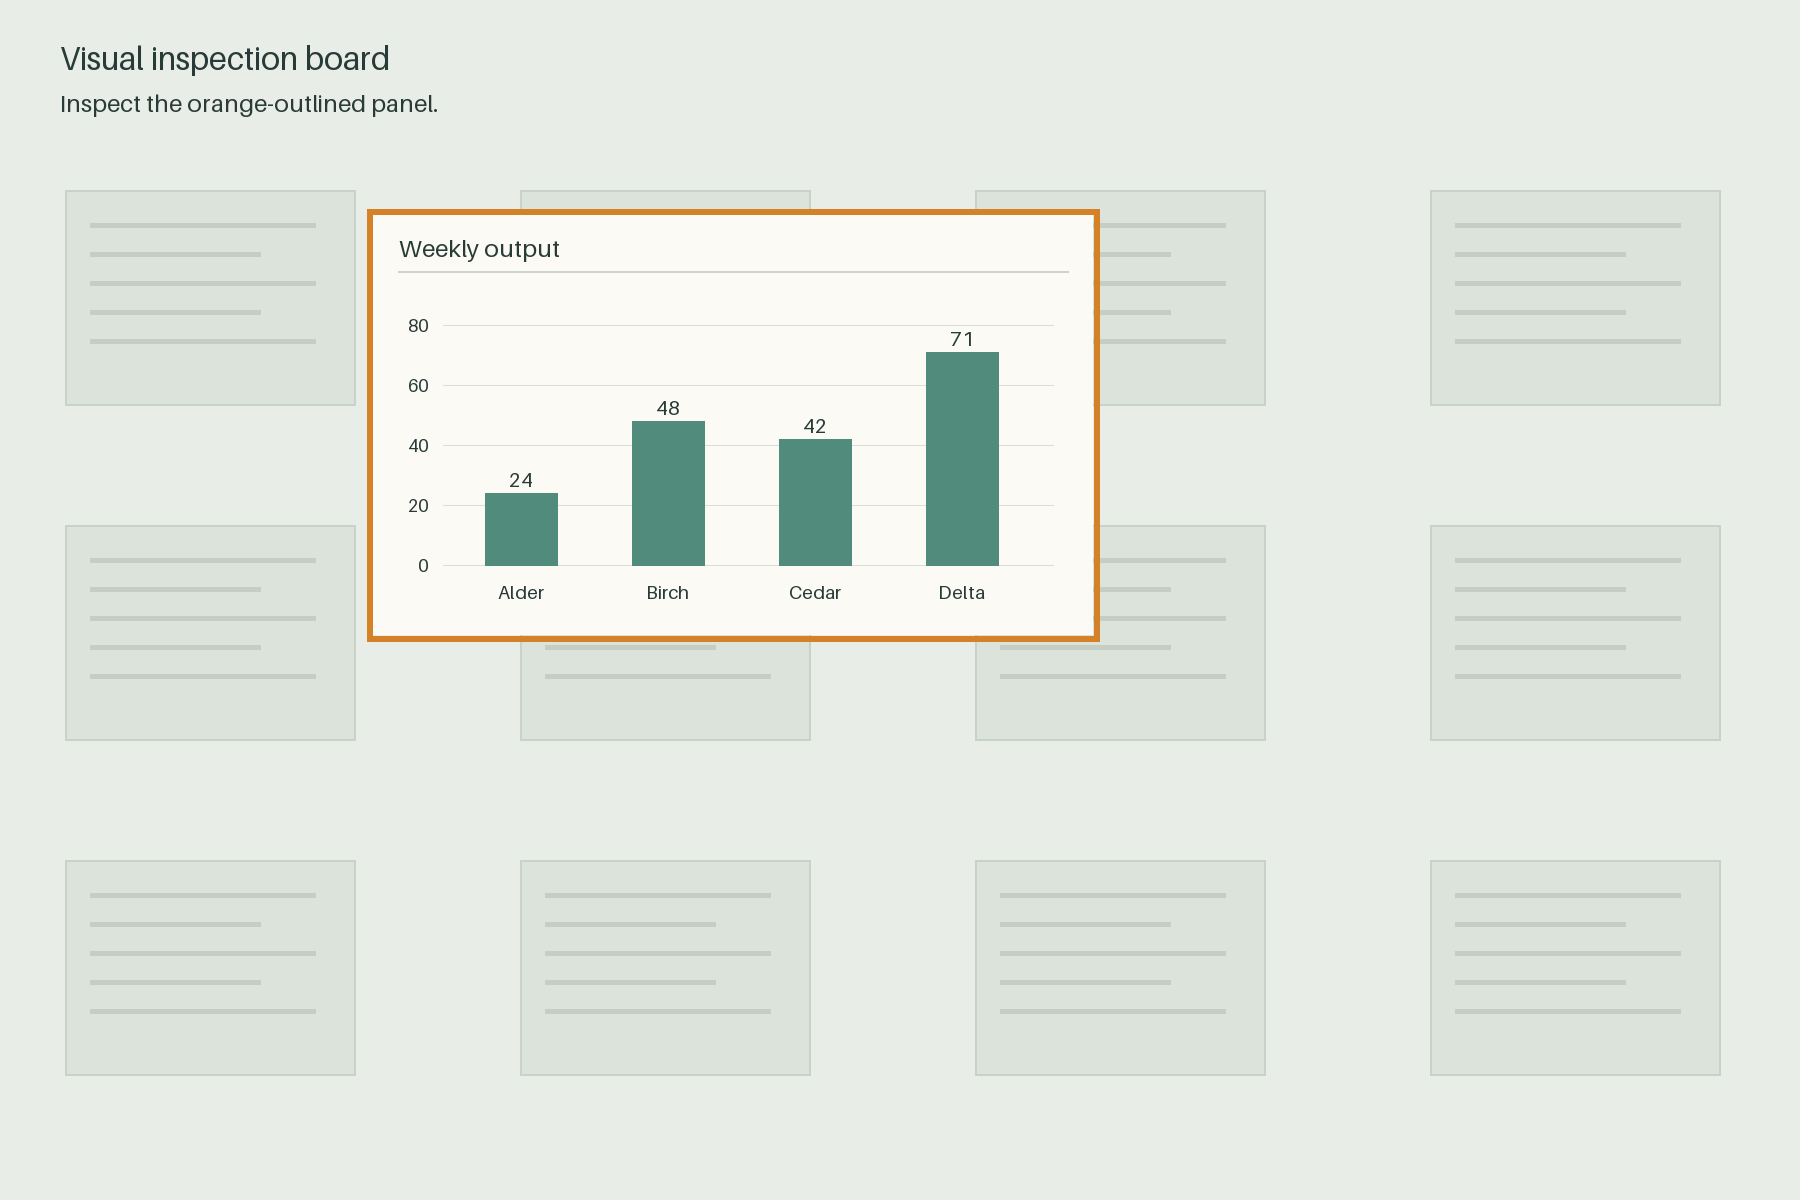 Visual inspection board
Inspect the orange-outlined panel.
Weekly output
80
60
40
20
0
24
48
42
71
Alder Birch Cedar Delta